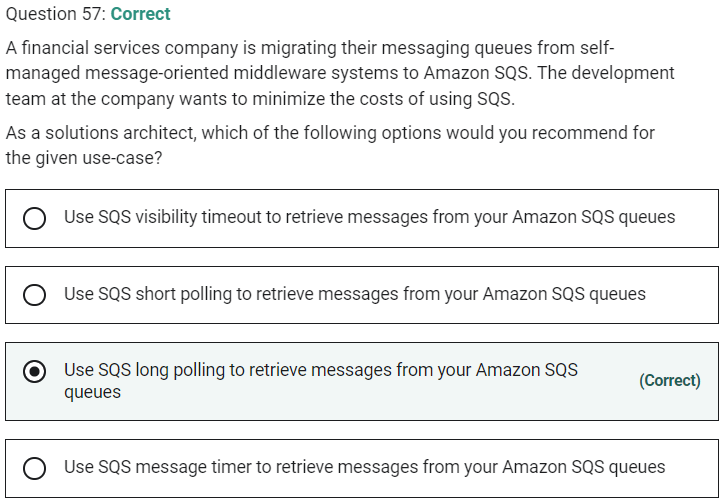 Question 57: Correct
A financial services company is migrating their messaging queues from self-
managed message-oriented middleware systems to Amazon SQS. The development
team at the company wants to minimize the costs of using SQS.
As a solutions architect, which of the following options would you recommend for
the given use-case?
Use SQS visibility timeout to retrieve messages from your Amazon SQS queues
Use SQS short polling to retrieve messages from your Amazon SQS queues
Use SQS long polling to retrieve messages from your Amazon SQS
queues
(Correct)
Use SQS message timer to retrieve messages from your Amazon SQS queues